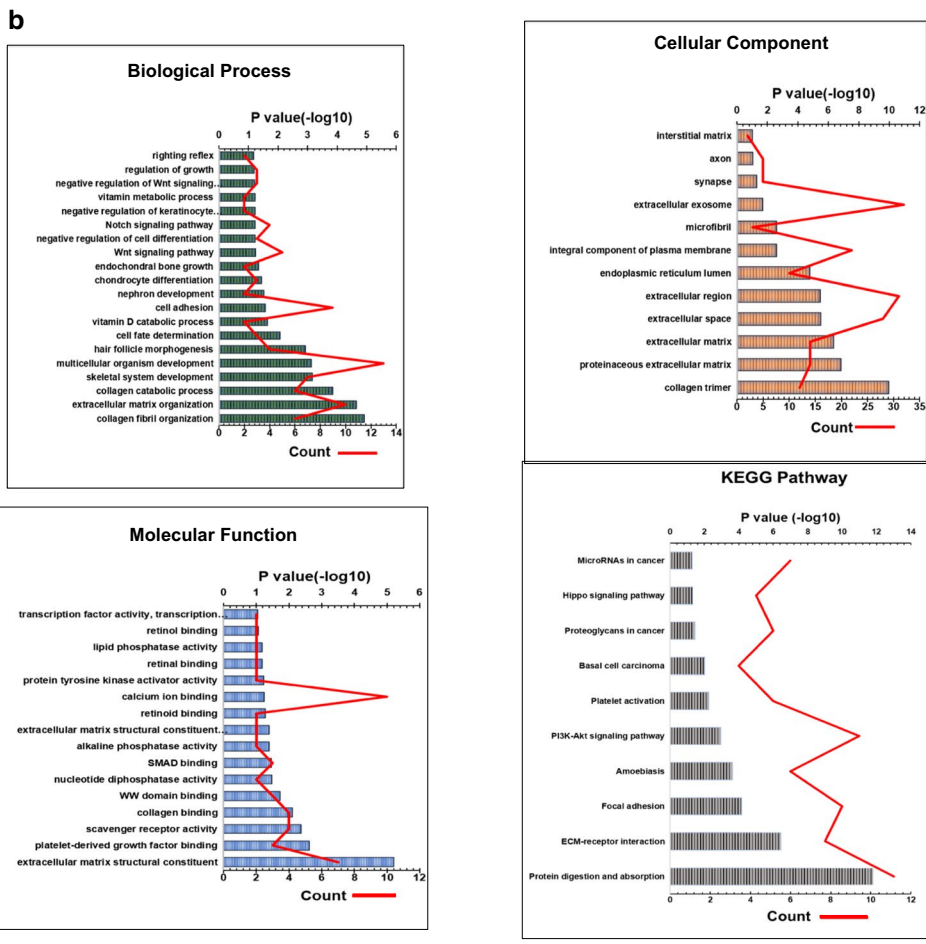 b
Biological Process
P value(-log10)
0 1 2 3 4 5 6
righting reflex
regulation of growth
negative regulation of Wnt signaling..
vitamin metabolic process
negative regulation of keratinocyte..
Notch signaling pathway
negative regulation of cell differentiation
Wnt signaling pathway
endochondral bone growth
chondrocyte differentiation
nephron development
cell adhesion
vitamin D catabolic process
cell fate determination
hair follicle morphogenesis
multicellular organism development
skeletal system development
collagen catabolic process
extracellular matrix organization
collagen fibril organization
0 2 4 6 8 10 12 14
Count
Cellular Component
P value(-log10)
0 2 4 6 8 10 12
interstitial matrix
axon
synapse
extracellular exosome
microfibril
integral component of plasma membrane
endoplasmic reticulum lumen
extracellular region
extracellular space
extracellular matrix
proteinaceous extracellular matrix
collagen trimer
0 5 10 15 20 25 30 35
Count
Molecular Function
P value(-log10)
0 1 2 3 4 5 6
transcription factor activity, transcription...
retinol binding
lipid phosphatase activity
retinal binding
protein tyrosine kinase activator activity
calcium ion binding
retinoid binding
extracellular matrix structural constituent...
alkaline phosphatase activity
SMAD binding
nucleotide diphosphatase activity
WW domain binding
collagen binding
scavenger receptor activity
platelet-derived growth factor binding
extracellular matrix structural constituent
0 2 4 6 8 10 12
Count
KEGG Pathway
P value (-log10)
0 2 4 6 8 10 12 14
MicroRNAs in cancer
Hippo signaling pathway
Proteoglycans in cancer
Basal cell carcinoma
Platelet activation
PI3K-Akt signaling pathway
Amoebiasis
Focal adhesion
ECM-receptor interaction
Protein digestion and absorption
0 2 4 6 8 10 12
Count